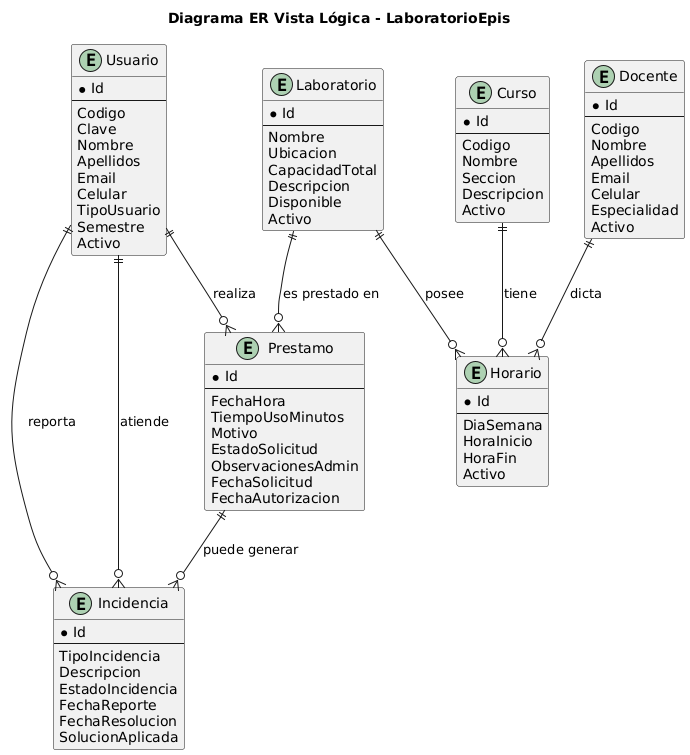 Diagrama ER Vista Lógica - LaboratorioEpis
E Usuario
* Id
Codigo
Clave
Nombre
Apellidos
Email
Celular
TipoUsuario
Semestre
Activo
E Laboratorio
* Id
Nombre
Ubicacion
CapacidadTotal
Descripcion
Disponible
Activo
E Curso
* Id
Codigo
Nombre
Seccion
Descripcion
Activo
E Docente
* Id
Codigo
Nombre
Apellidos
Email
Celular
Especialidad
Activo
realiza
es prestado en
posee
tiene
dicta
E Prestamo
* Id
FechaHora
TiempoUsoMinutos
Motivo
EstadoSolicitud
ObservacionesAdmin
FechaSolicitud
FechaAutorizacion
E Horario
* Id
DiaSemana
HoraInicio
HoraFin
Activo
reporta
atiende
puede generar
E Incidencia
* Id
TipoIncidencia
Descripcion
EstadoIncidencia
FechaReporte
FechaResolucion
SolucionAplicada